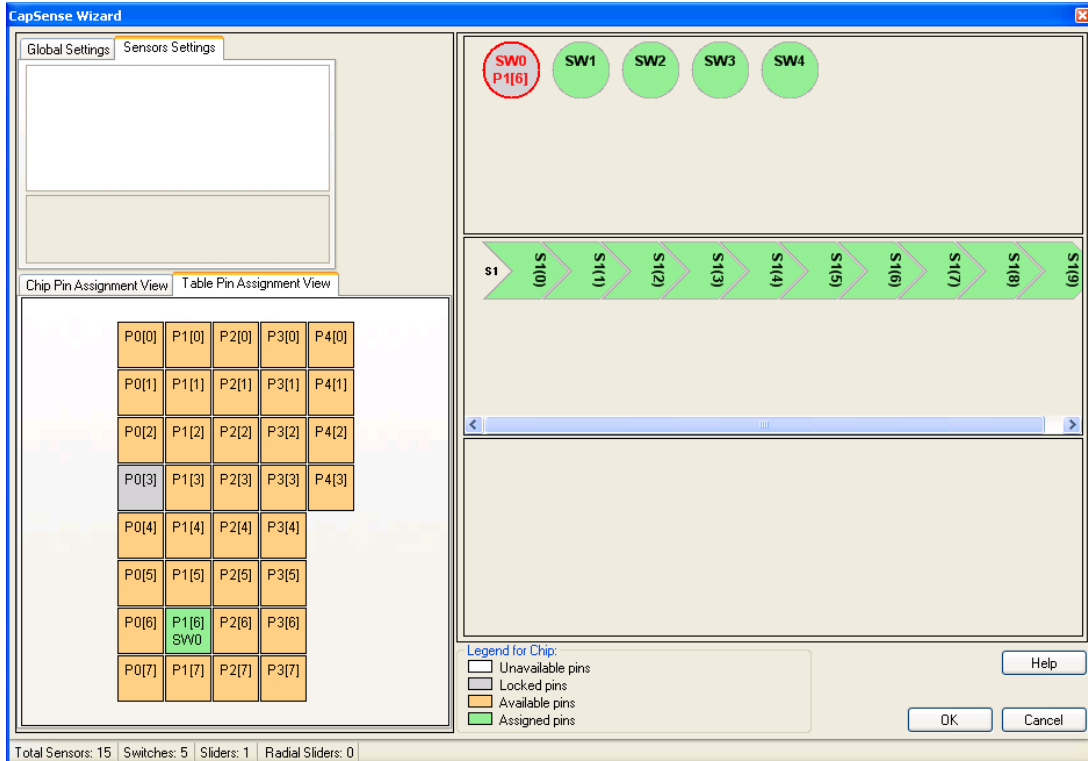 CapSense Wizard
Global Settings
Sensors Settings
SW0
P1[6]
SW1
SW2
SW3
SW4
S1
S1(0)
S1(1)
S1(2)
S1(3)
S1(4)
S1(5)
S1(6)
S1(7)
S1(8)
S1(9)
Chip Pin Assignment View
Table Pin Assignment View
P0[0] P1[0] P2[0] P3[0] P4[0]
P0[1] P1[1] P2[1] P3[1] P4[1]
P0[2] P1[2] P2[2] P3[2] P4[2]
P0[3] P1[3] P2[3] P3[3] P4[3]
P0[4] P1[4] P2[4] P3[4]
P0[5] P1[5] P2[5] P3[5]
P0[6] P1[6] P2[6] P3[6]
SW0
P0[7] P1[7] P2[7] P3[7]
Legend for Chip:
Unavailable pins
Locked pins
Available pins
Assigned pins
Help
OK
Cancel
Total Sensors: 15 Switches: 5 Sliders: 1 Radial Sliders: 0